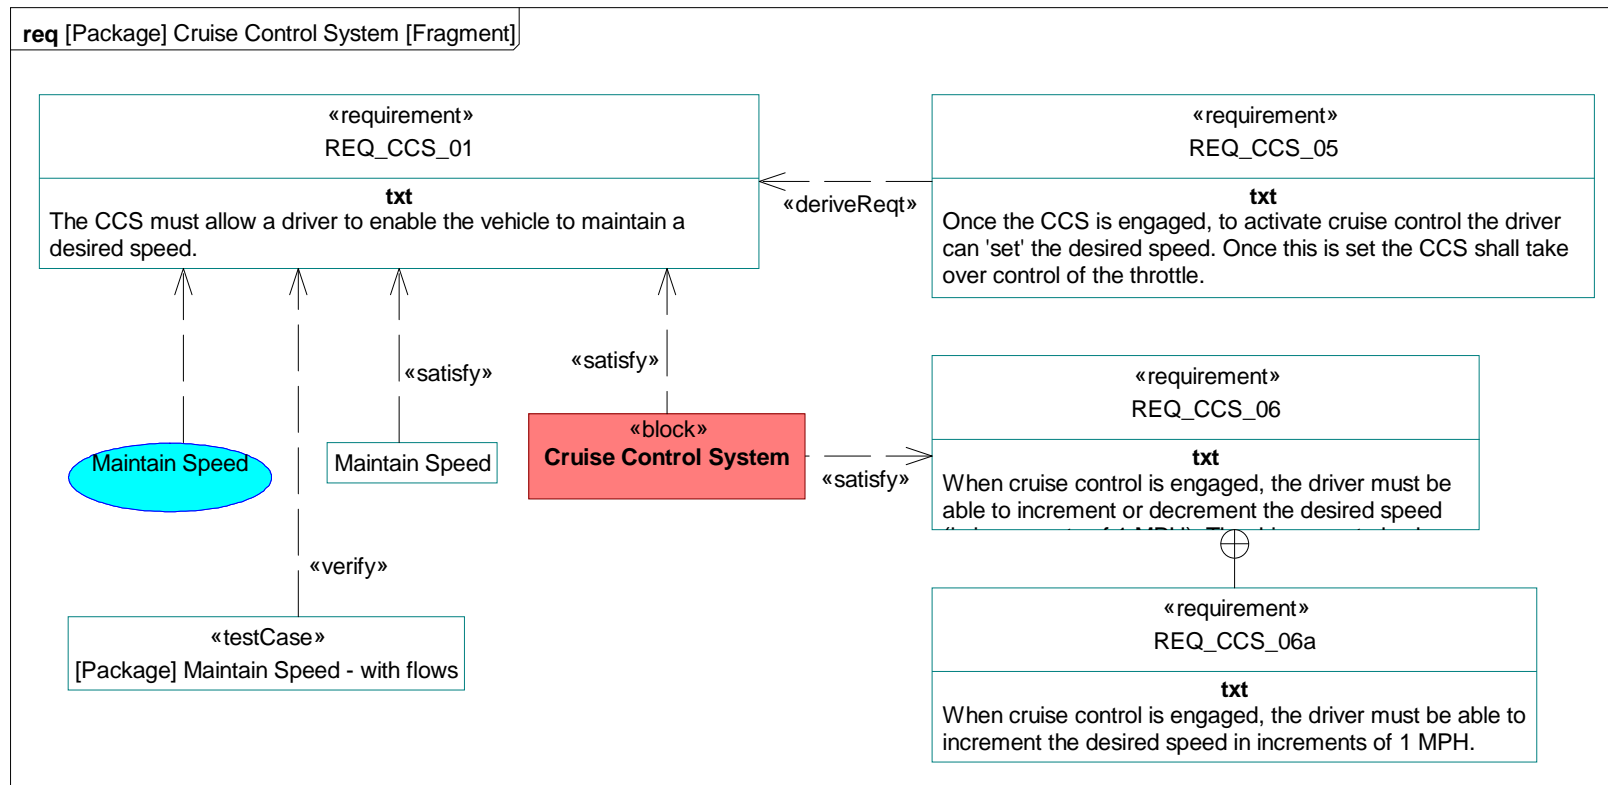 req [Package] Cruise Control System [Fragment]
«requirement»
REQ_CCS_01
txt
The CCS must allow a driver to enable the vehicle to maintain a
desired speed.
«deriveReqt»
«requirement»
REQ_CCS_05
txt
Once the CCS is engaged, to activate cruise control the driver
can 'set' the desired speed. Once this is set the CCS shall take
over control of the throttle.
«satisfy»
«satisfy»
Maintain Speed
Maintain Speed
«block»
Cruise Control System
«satisfy»
«requirement»
REQ_CCS_06
txt
When cruise control is engaged, the driver must be
able to increment or decrement the desired speed
«verify»
«testCase»
[Package] Maintain Speed - with flows
«requirement»
REQ_CCS_06a
txt
When cruise control is engaged, the driver must be able to
increment the desired speed in increments of 1 MPH.